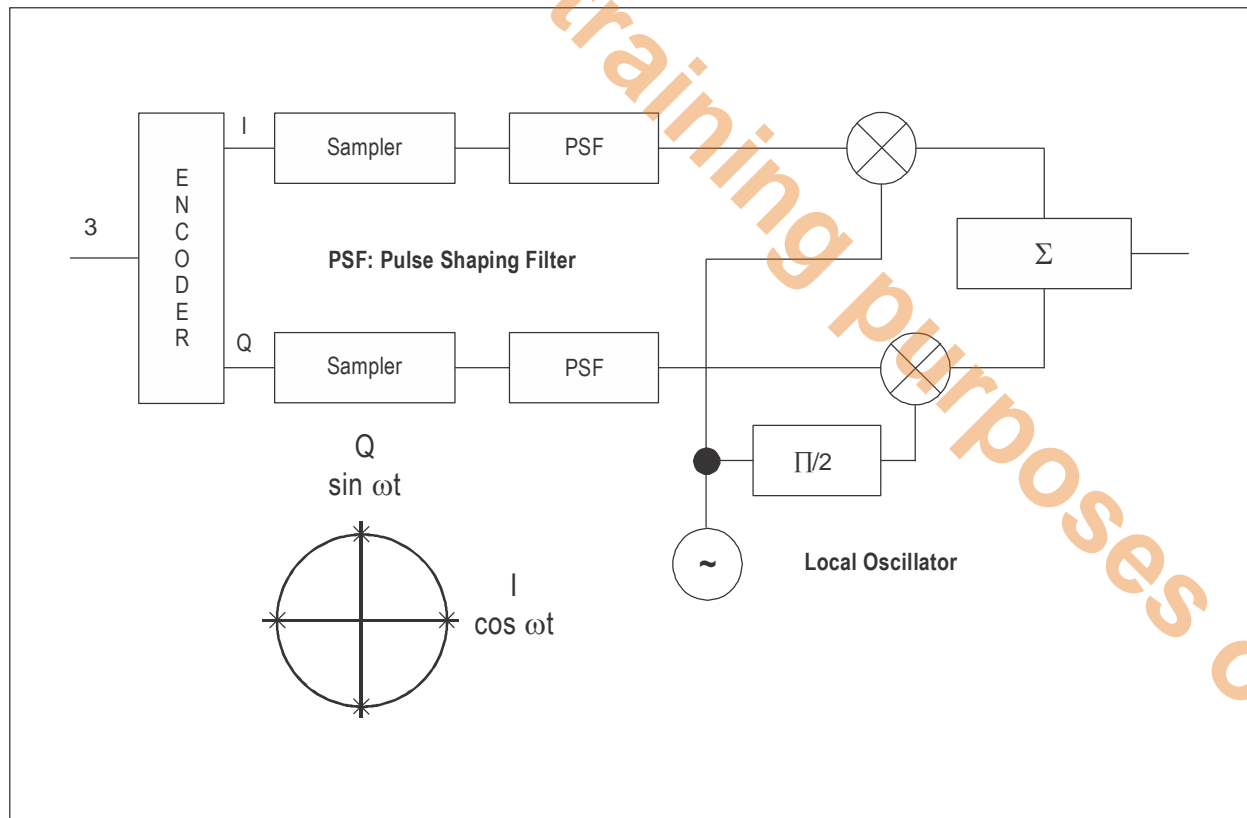 I
Sampler
PSF
3
E
N
C
O
D
E
R
PSF: Pulse Shaping Filter
Σ
Q
Sampler
PSF
∏/2
Q
sin ωt
~
Local Oscillator
I
cos ωt
training purposes o